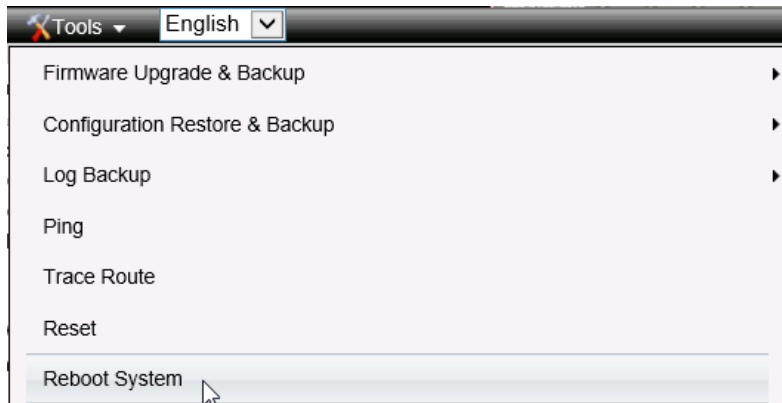 Tools
English
Firmware Upgrade & Backup
Configuration Restore & Backup
Log Backup
Ping
Trace Route
Reset
Reboot System